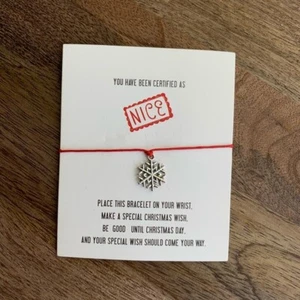 YOU HAVE BEEN CERTIFIED AS
NICE
PLACE THIS BRACELET ON YOUR WRIST,
MAKE A SPECIAL CHRISTMAS WISH,
BE GOOD UNTIL CHRISTMAS DAY,
AND YOUR SPECIAL WISH SHOULD COME YOUR WAY.